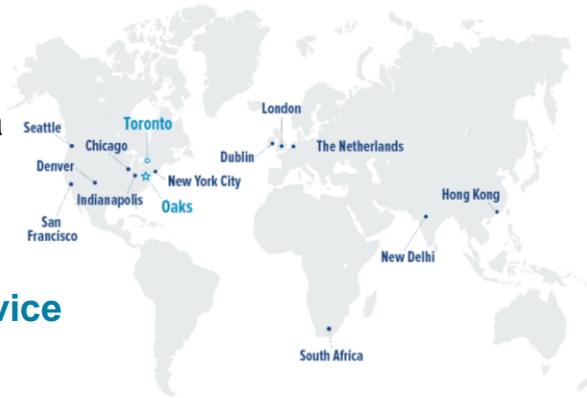 London
Seattle
Toronto
Chicago
Dublin
The Netherlands
Denver
New York City
Indianapolis
Oaks
Hong Kong
San
Francisco
New Delhi
vice
South Africa